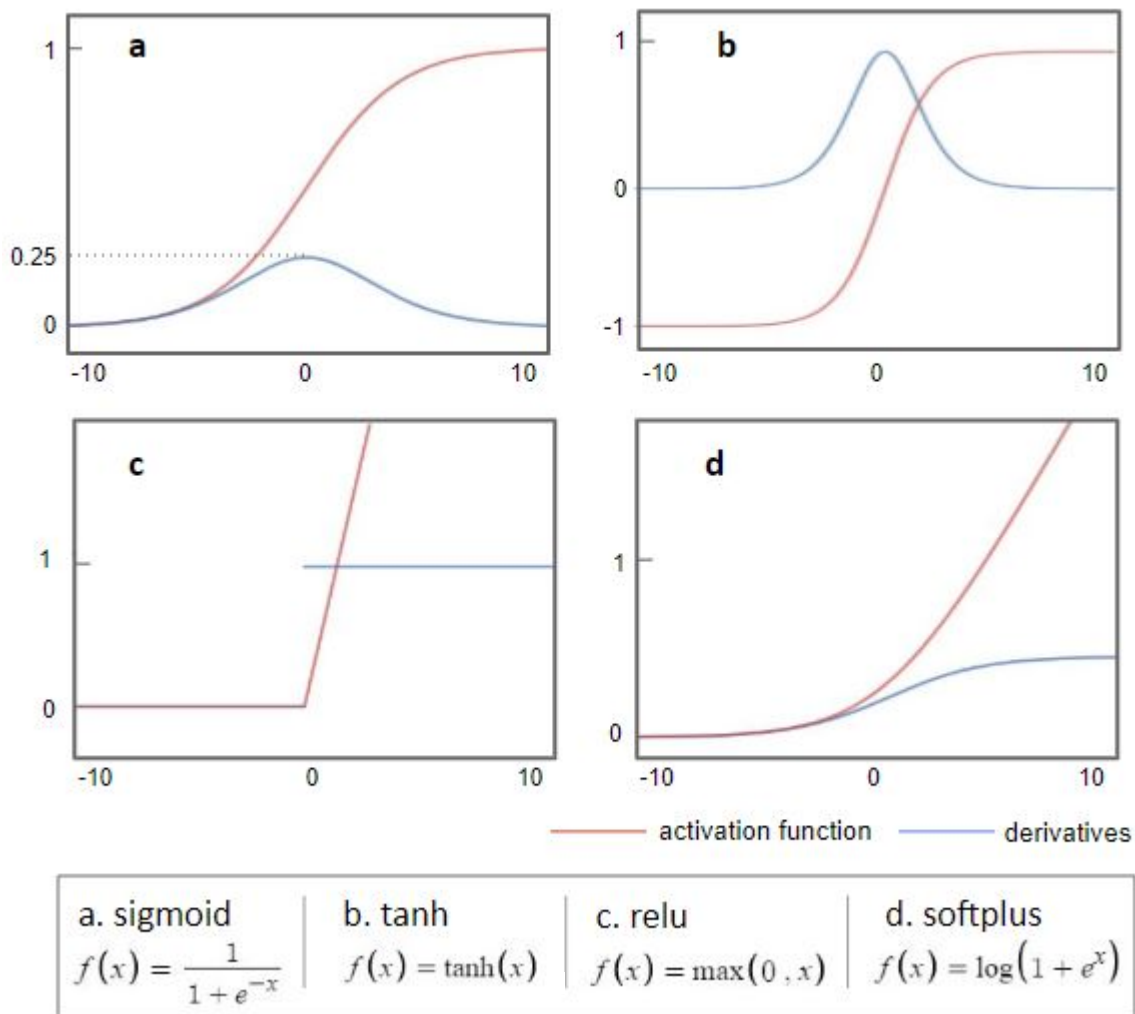 a
1
0.25
0
-10 0 10
b
1
0
-1
-10 0 10
c
1
0
-10 0 10
d
1
0
-10 0 10
activation function derivatives
a. sigmoid
f(x) = 1 / (1 + e^{-x})
b. tanh
f(x) = tanh(x)
c. relu
f(x) = max(0 , x)
d. softplus
f(x) = log(1 + e^x)